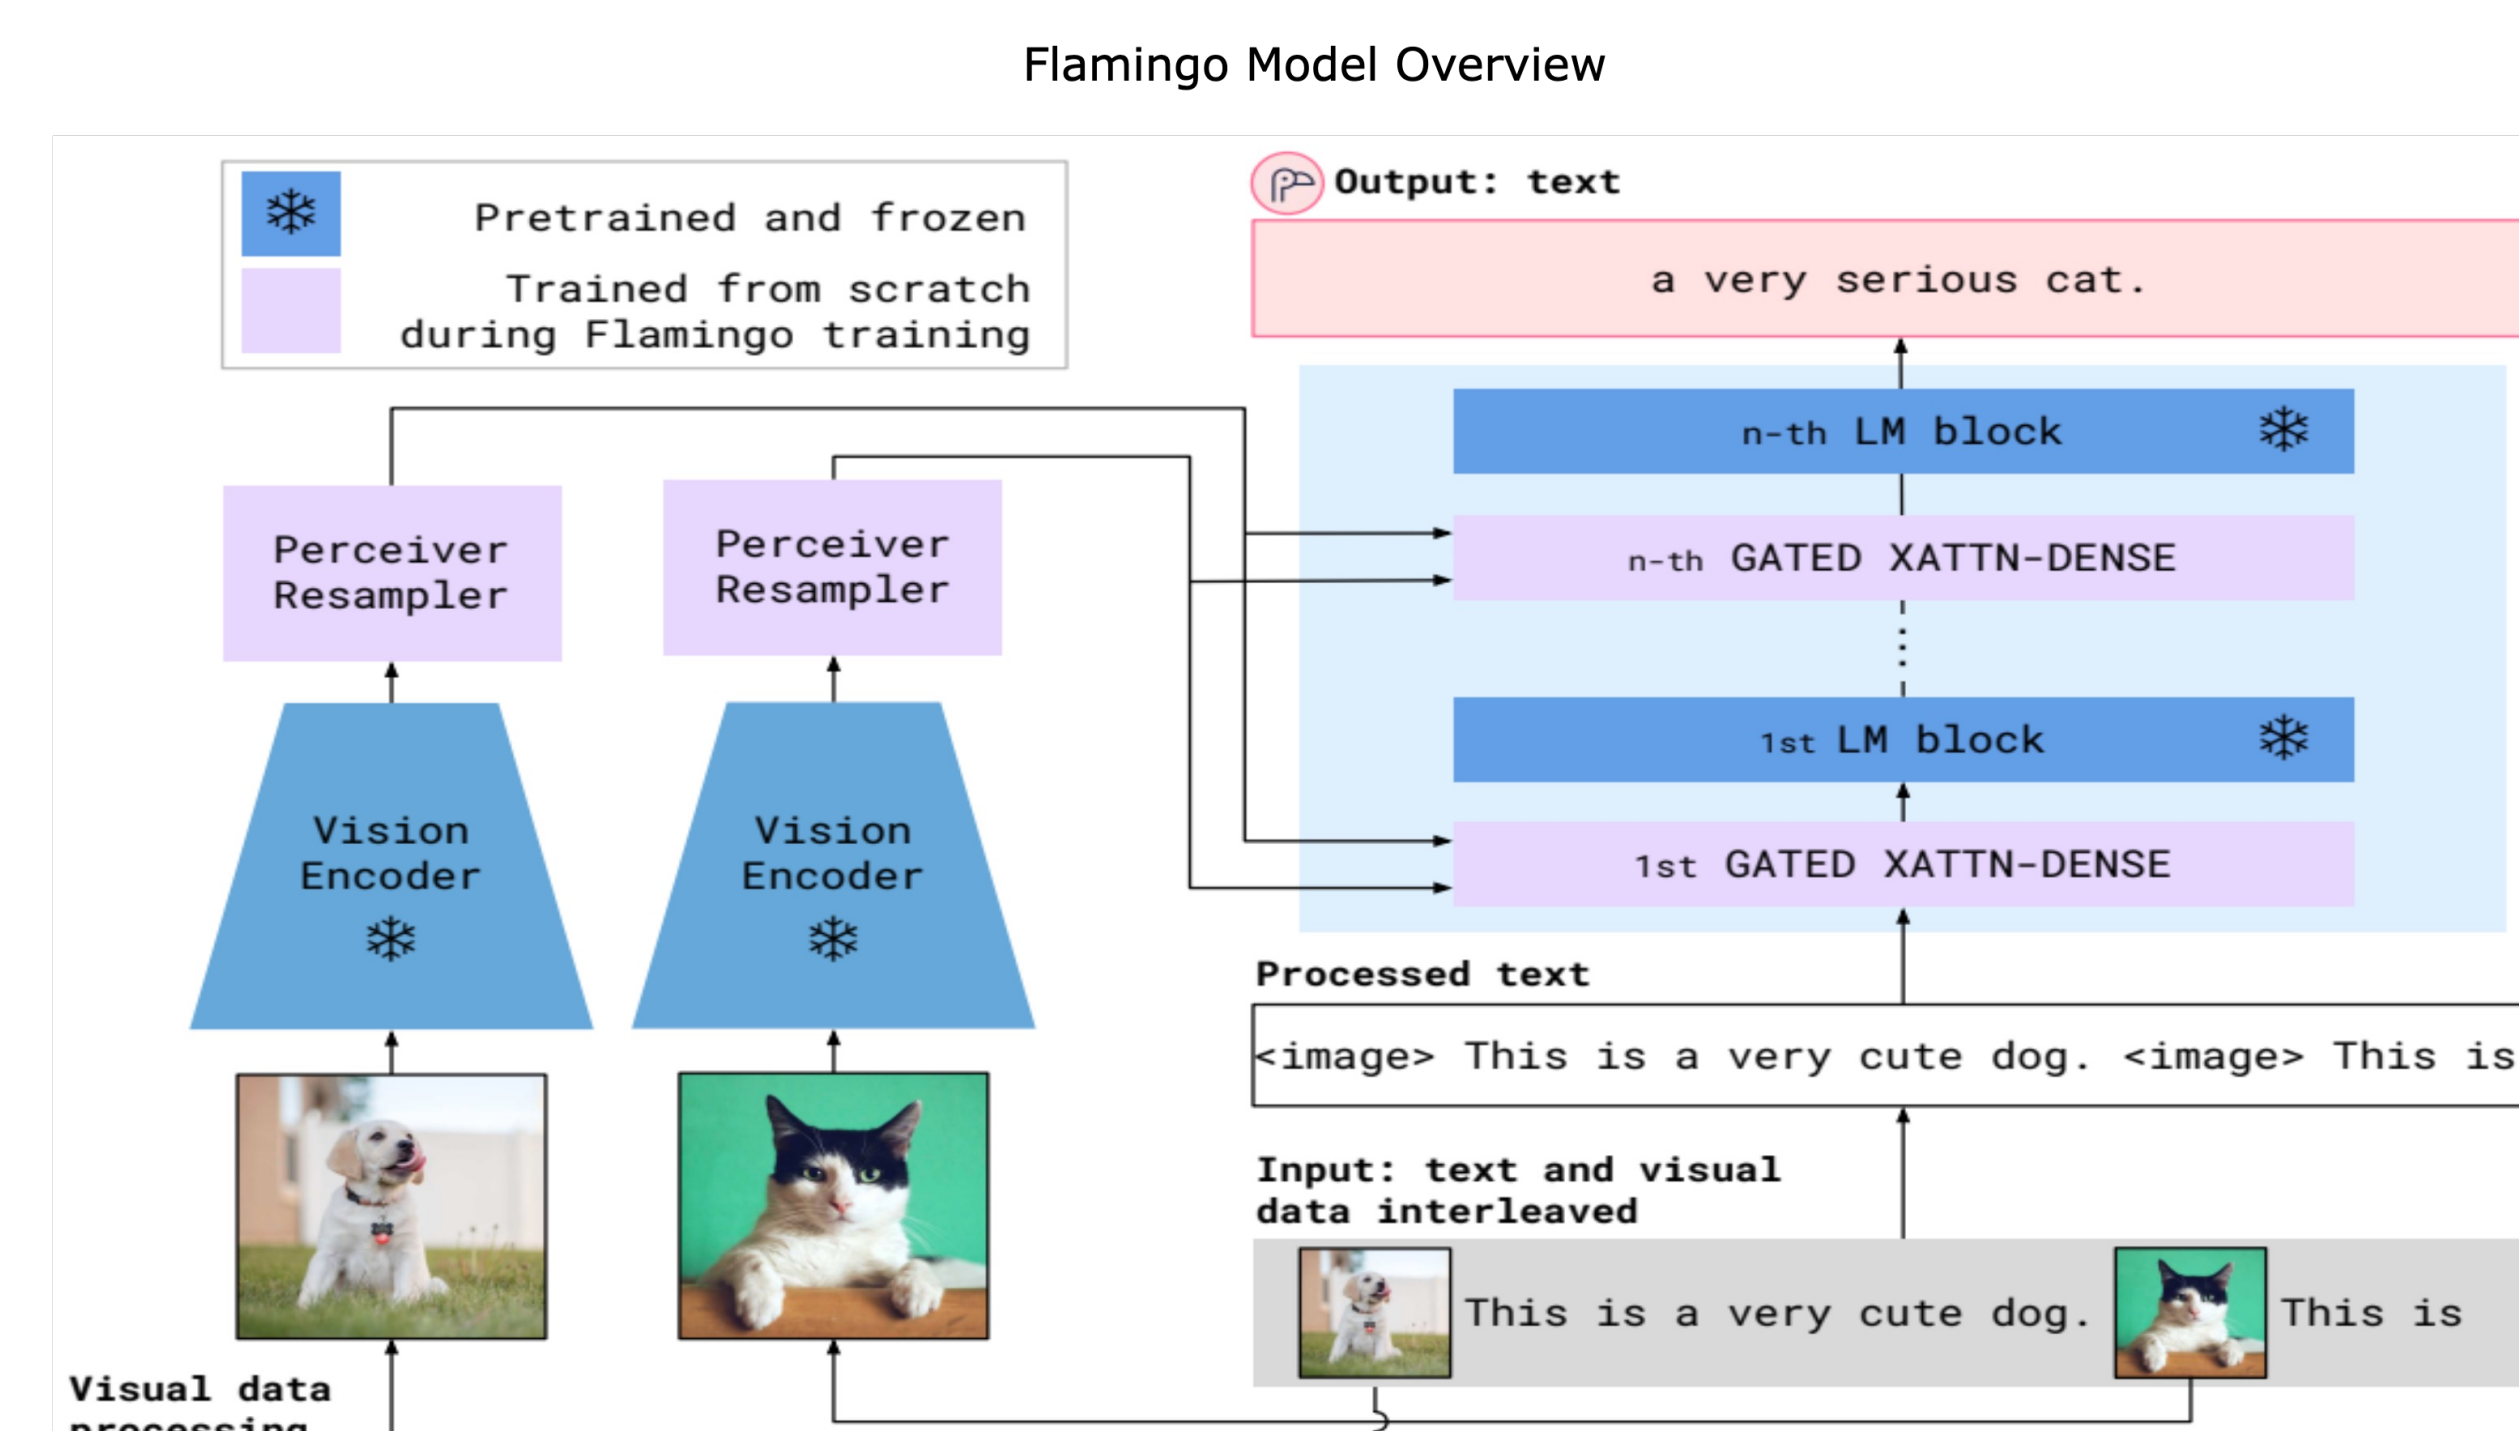 Flamingo Model Overview
Pretrained and frozen
Trained from scratch
during Flamingo training
Output: text
a very serious cat.
n-th LM block
n-th GATED XATTN-DENSE
1st LM block
1st GATED XATTN-DENSE
Perceiver
Resampler
Perceiver
Resampler
Vision
Encoder
Vision
Encoder
Processed text
<image> This is a very cute dog. <image> This is
Input: text and visual
data interleaved
This is a very cute dog.
This is
Visual data
processing